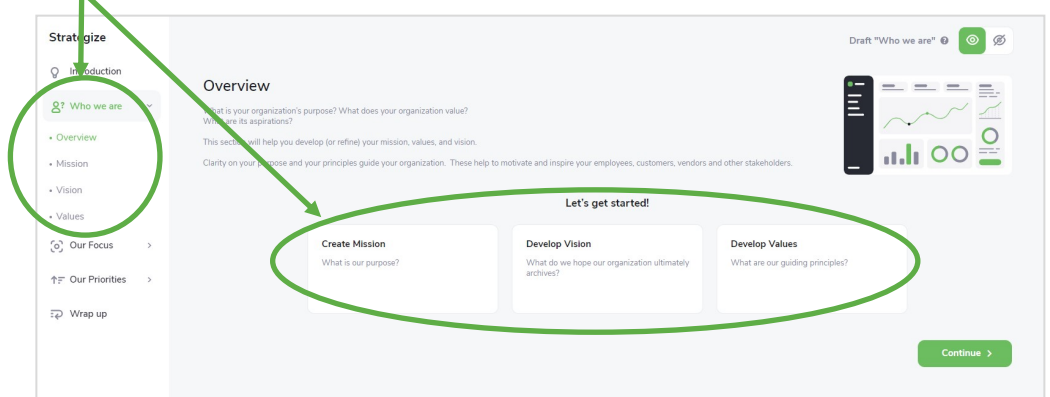 Strategize
Introduction
Who we are
• Overview
• Mission
• Vision
• Values
Our Focus
Our Priorities
Wrap up
Draft "Who we are"
Overview
What is your organization's purpose? What does your organization value?
What are its aspirations?
This section will help you develop (or refine) your mission, values, and vision.
Clarity on your purpose and your principles guide your organization. These help to motivate and inspire your employees, customers, vendors and other stakeholders.
Let's get started!
Create Mission
What is our purpose?
Develop Vision
What do we hope our organization ultimately
archives?
Develop Values
What are our guiding principles?
Continue >